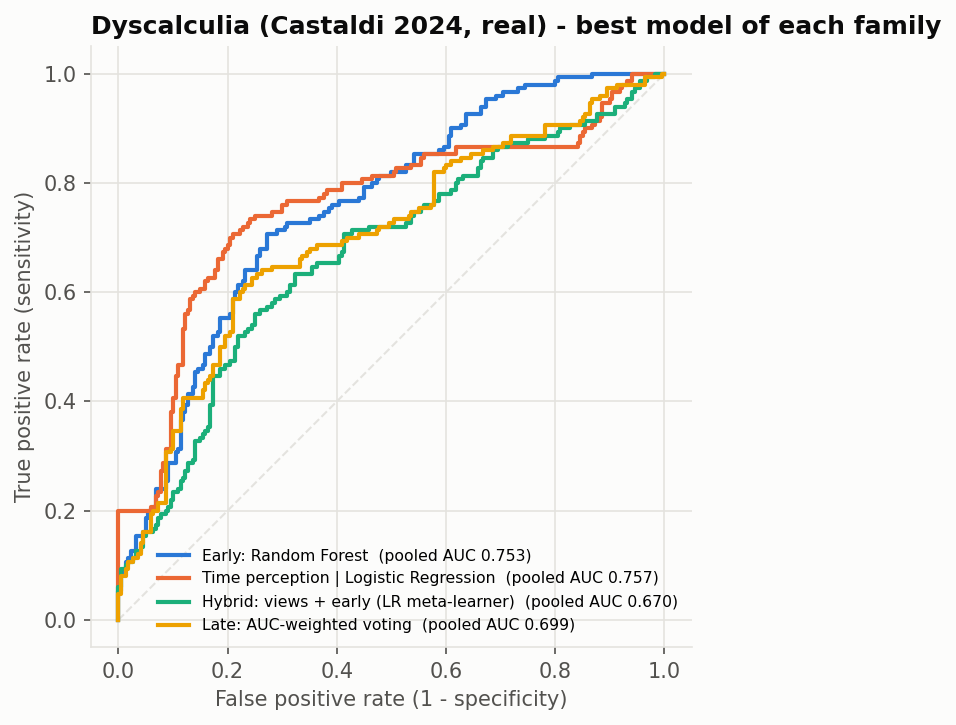 Dyscalculia (Castaldi 2024, real) - best model of each family
True positive rate (sensitivity)
1.0
0.8
0.6
0.4
0.2
0.0
Early: Random Forest (pooled AUC 0.753)
Time perception | Logistic Regression (pooled AUC 0.757)
Hybrid: views + early (LR meta-learner) (pooled AUC 0.670)
Late: AUC-weighted voting (pooled AUC 0.699)
0.0 0.2 0.4 0.6 0.8 1.0
False positive rate (1 - specificity)